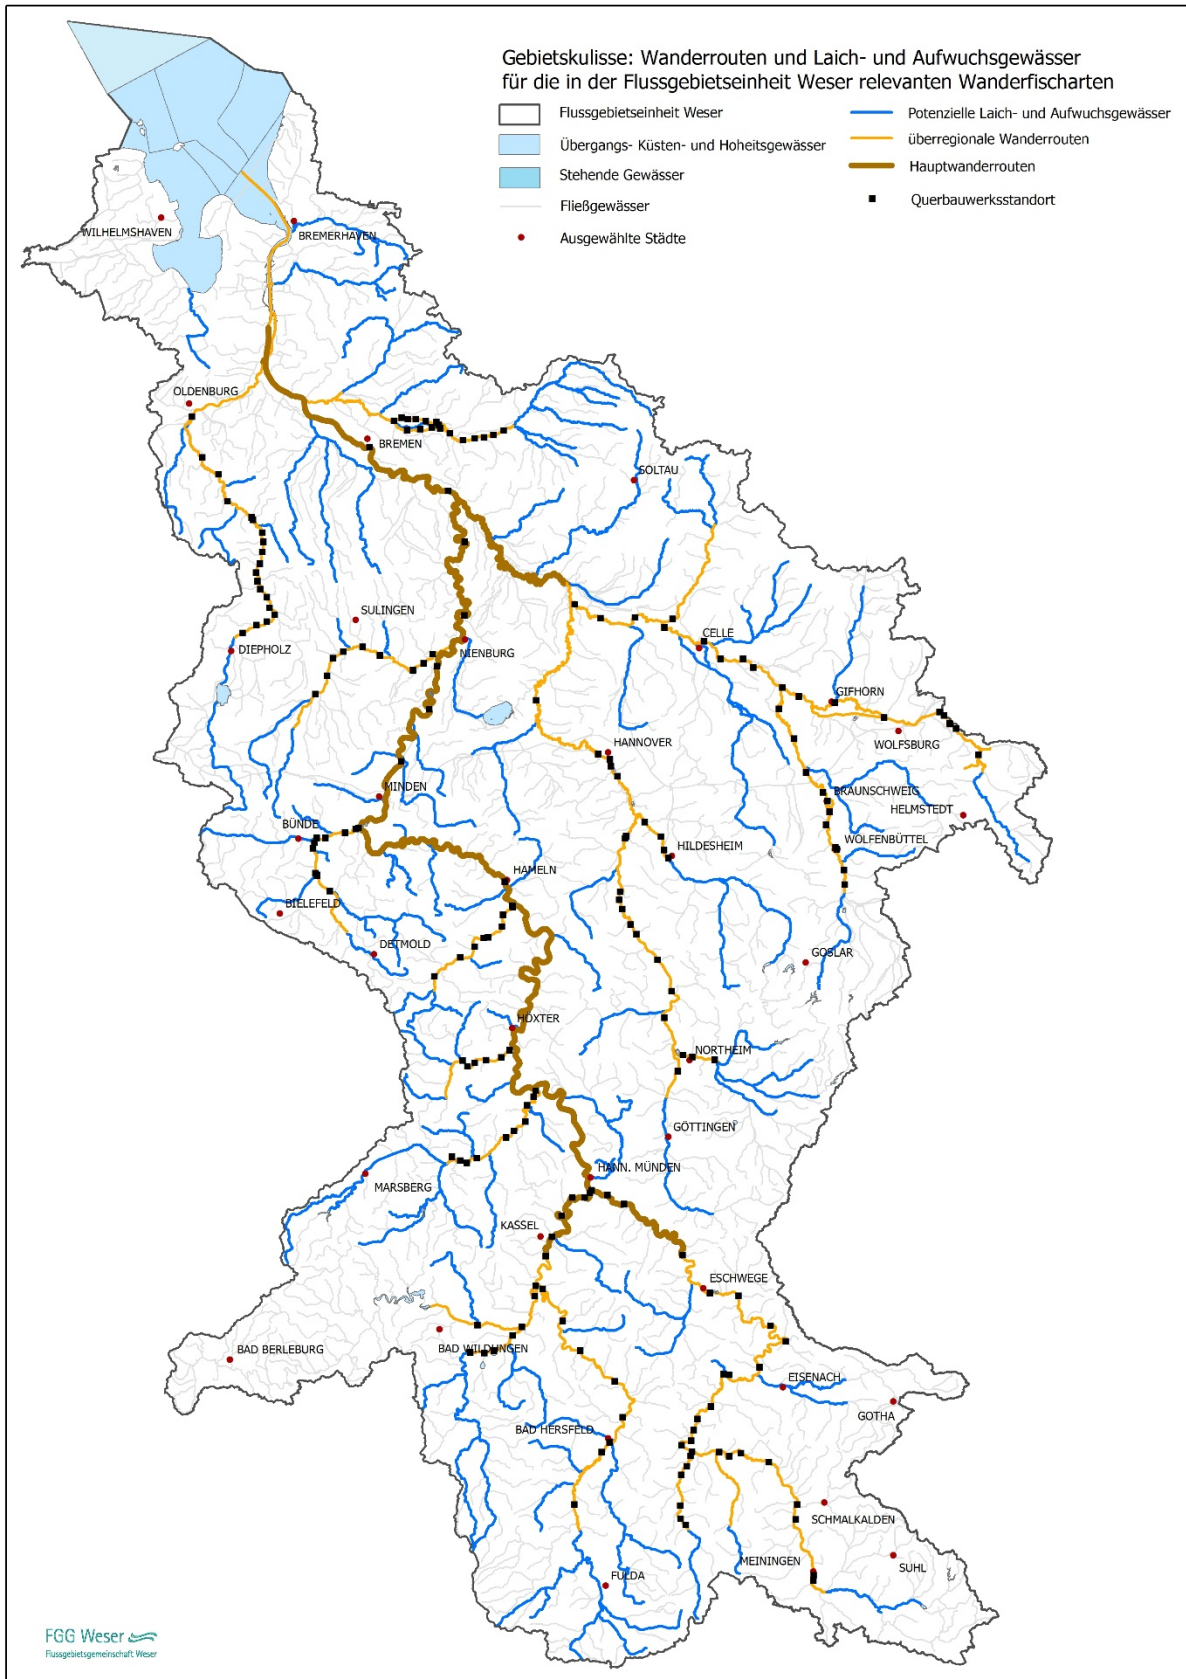 Gebietskulisse: Wanderrouten und Laich- und Aufwuchsgewässer
für die in der Flussgebietseinheit Weser relevanten Wanderfischarten
Flussgebietseinheit Weser
Übergangs- Küsten- und Hoheitsgewässer
Stehende Gewässer
Fließgewässer
Ausgewählte Städte
Potenzielle Laich- und Aufwuchsgewässer
überregionale Wanderrouten
Hauptwanderrouten
Querbauwerksstandort
WILHELMSHAVEN
BREMERHAVEN
OLDENBURG
BREMEN
SOLTAU
SULINGEN
DIEPHOLZ
NIENBURG
CELLE
GIFHORN
WOLFSBURG
HANNOVER
MINDEN
BRAUNSCHWEIG
HELMSTEDT
BÜNDE
WOLFENBÜTTEL
HILDESHEIM
HAMELN
BIELEFELD
DETMOLD
GOSLAR
HÖXTER
NORTHEIM
GÖTTINGEN
HANN. MÜNDEN
MARSBERG
KASSEL
ESCHWEGE
BAD BERLEBURG
BAD WILDUNGEN
EISENACH
GOTHA
BAD HERSFELD
SCHMALKALDEN
MEININGEN
SUHL
FULDA
FGG Weser
Flussgebietsgemeinschaft Weser